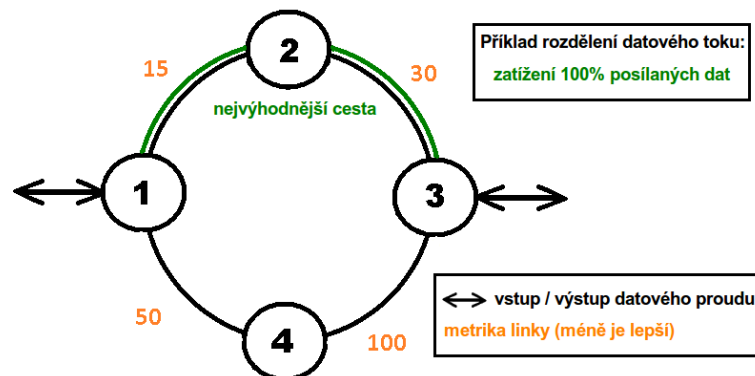 2
15
30
Příklad rozdělení datového toku:
zatížení 100% posílaných dat
nejvýhodnější cesta
1
3
50
4
100
vstup / výstup datového proudu
metrika linky (méně je lepší)